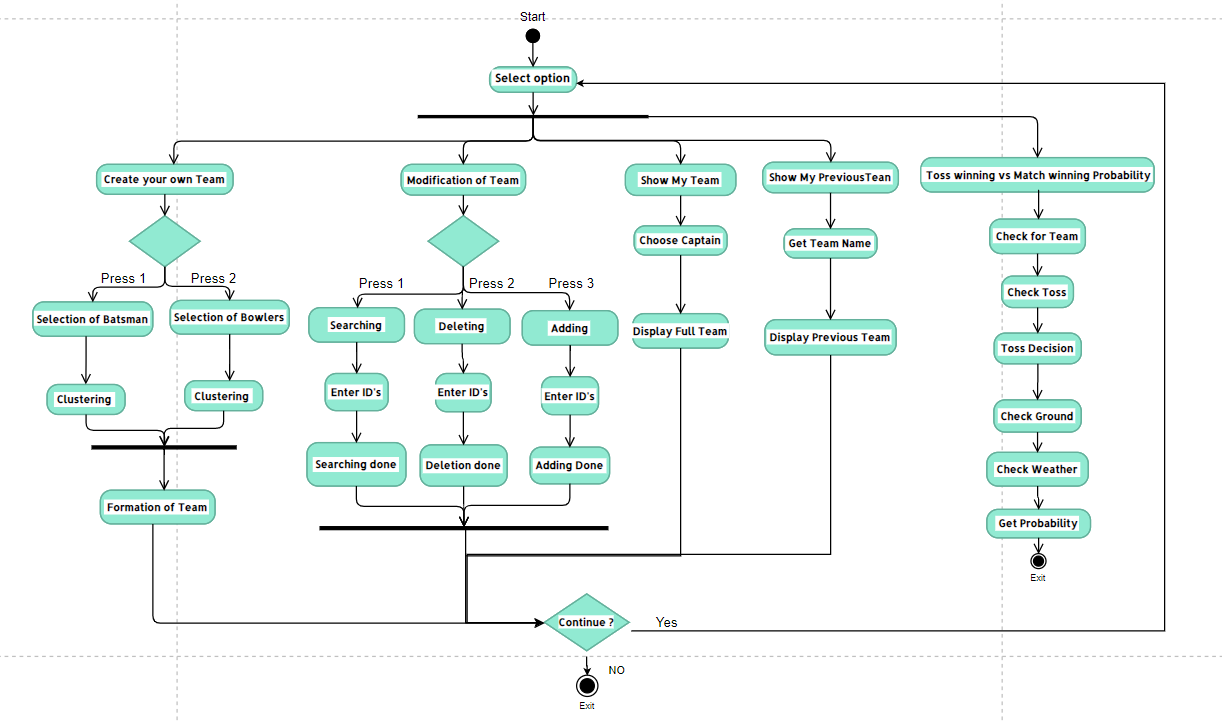 Start
Select option
Create your own Team
Modification of Team
Show My Team
Show My PreviousTean
Toss winning vs Match winning Probability
Choose Captain
Get Team Name
Check for Team
Press 1
Press 2
Press 1
Press 2
Press 3
Check Toss
Selection of Batsman
Selection of Bowlers
Searching
Deleting
Adding
Display Full Team
Display Previous Team
Toss Decision
Clustering
Clustering
Enter ID's
Enter ID's
Enter ID's
Check Ground
Searching done
Deletion done
Adding Done
Check Weather
Formation of Team
Get Probability
Exit
Continue ?
Yes
NO
Exit